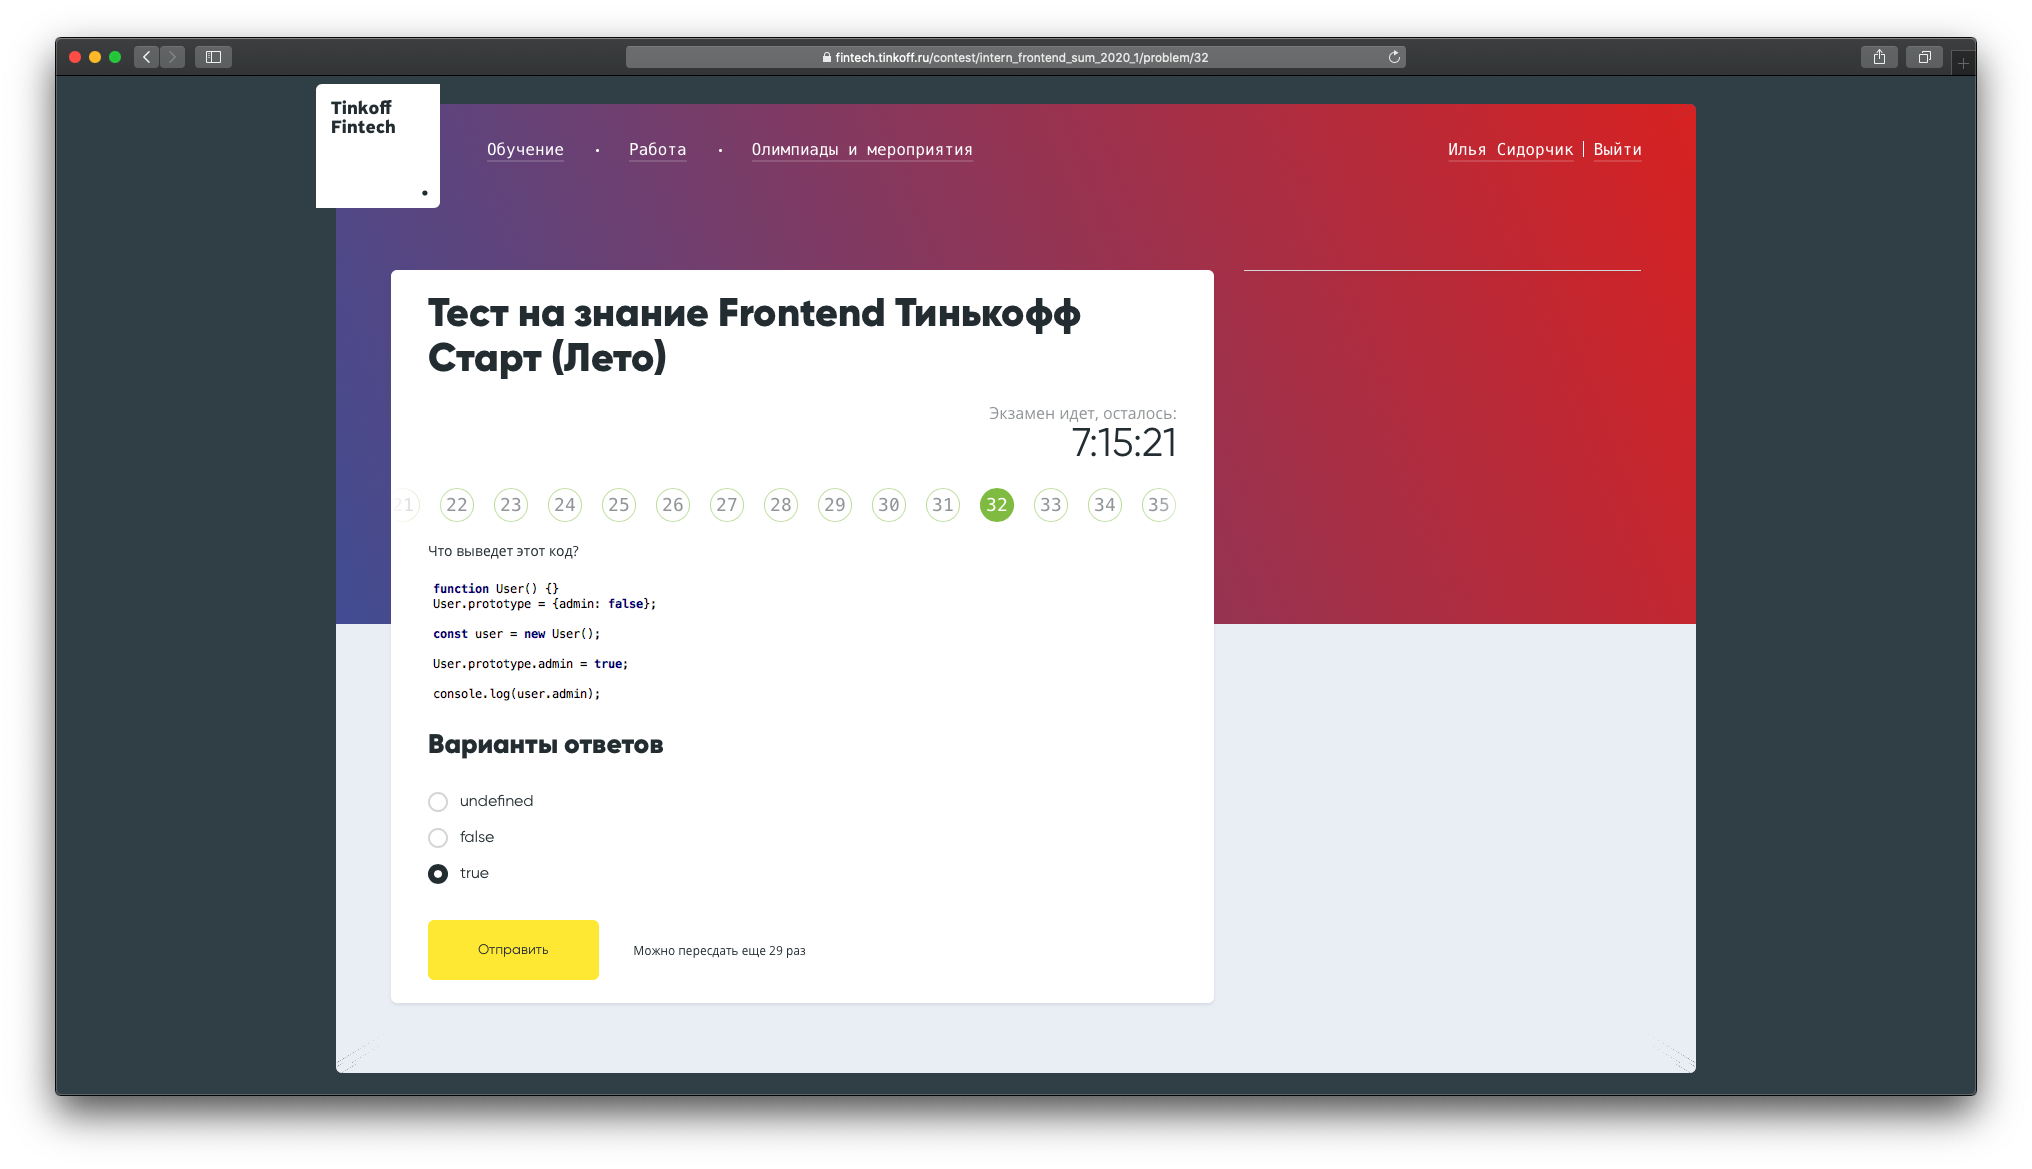 fintech.tinkoff.ru/contest/intern_frontend_sum_2020_1/problem/32
Tinkoff
Fintech
Обучение • Работа • Олимпиады и мероприятия Илья Сидорчик | Выйти
Тест на знание Frontend Тинькофф
Старт (Лето)
Экзамен идет, осталось:
7:15:21
21 22 23 24 25 26 27 28 29 30 31 32 33 34 35
Что выведет этот код?
function User() {}
User.prototype = {admin: false};
const user = new User();
User.prototype.admin = true;
console.log(user.admin);
Варианты ответов
undefined
false
true
Отправить Можно пересдать еще 29 раз